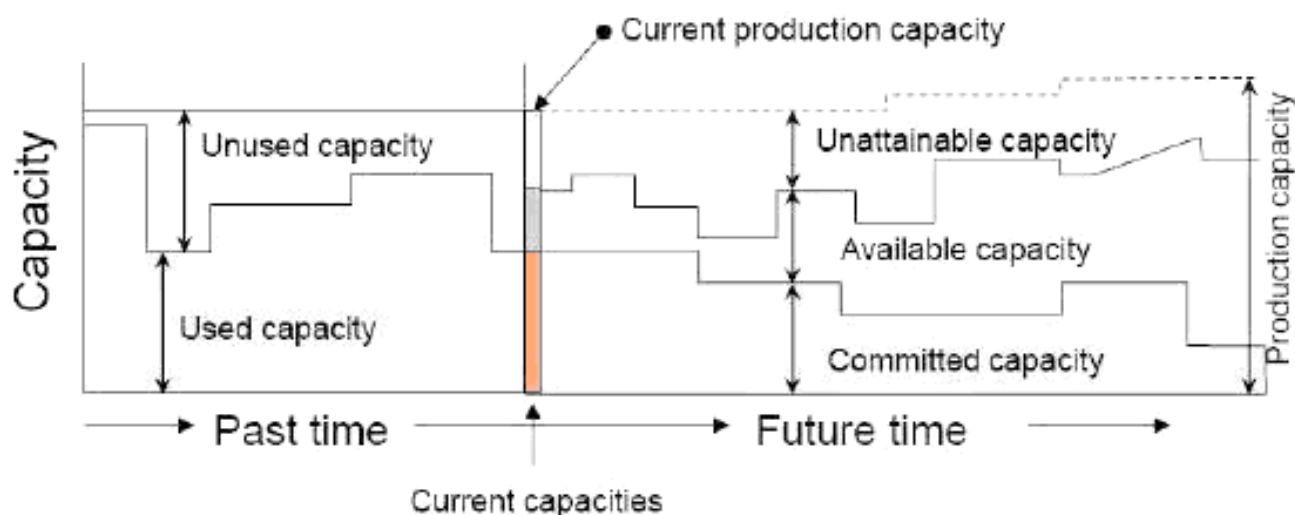 Current production capacity
Unused capacity
Unattainable capacity
Capacity
Production capacity
Available capacity
Used capacity
Committed capacity
Past time
Future time
Current capacities